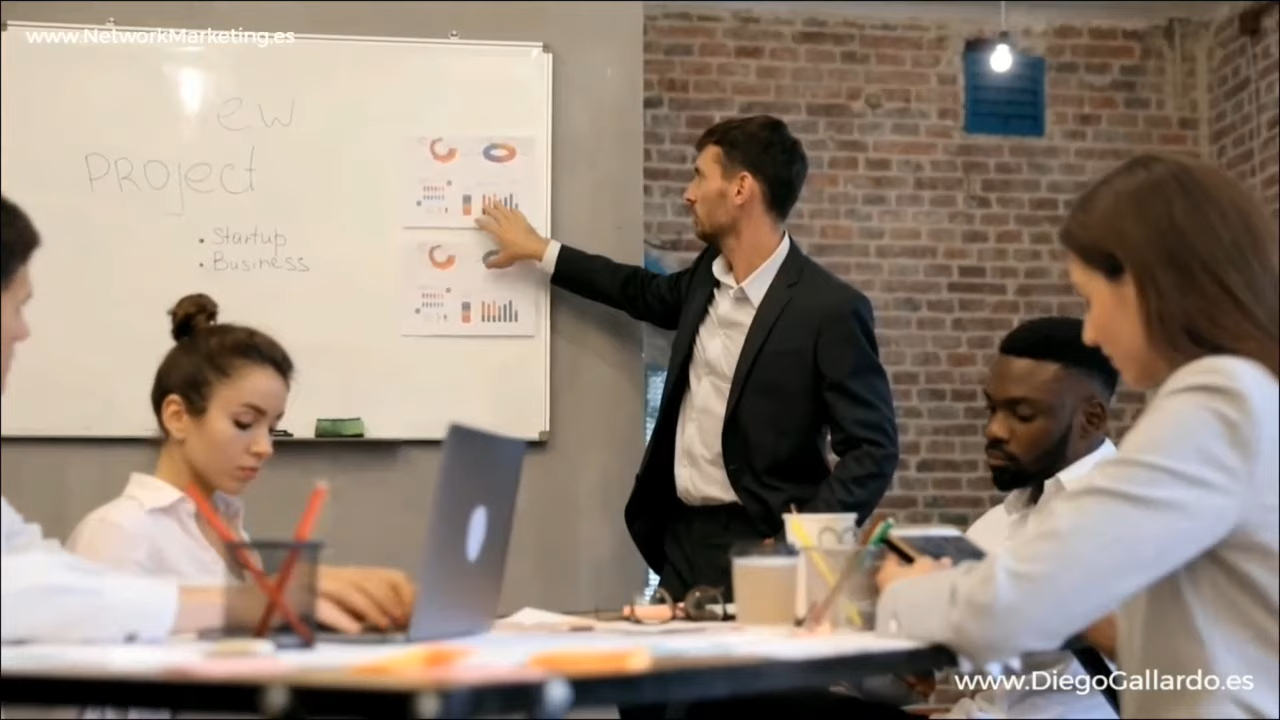 www.NetworkMarketing.es
ew
PROJECT
• Startup
• Business
www.DiegoGallardo.es